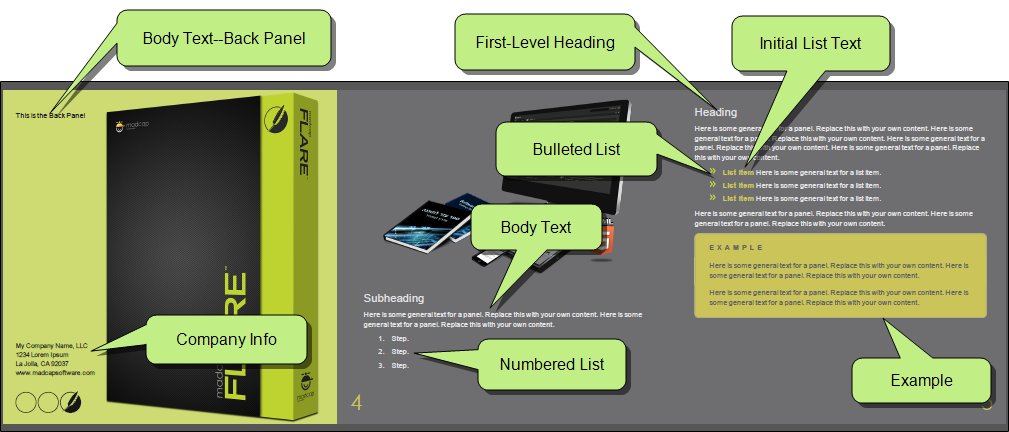 Body Text--Back Panel
First-Level Heading
Initial List Text
This is the Back Panel
madcap
madcap
FLARE
FLARE
madcap
My Company Name, LLC
1234 Lorem Ipsum
La Jolla, CA 92037
www.madcapsoftware.com
Company Info
Bulleted List
Body Text
Subheading
Here is some general text for a panel. Replace this with your own content. Here is some
general text for a panel. Replace this with your own content.
1. Step.
2. Step.
3. Step.
Numbered List
4
Heading
Here is some general text for a panel. Replace this with your own content. Here is some
general text for a panel. Replace this with your own content. Here is some general text for a
panel. Replace this with your own content. Here is some general text for a panel. Replace
this with your own content.
» List Item Here is some general text for a list item.
» List Item Here is some general text for a list item.
» List Item Here is some general text for a list item.
Here is some general text for a panel. Replace this with your own content. Here is some
general text for a panel. Replace this with your own content.
EXAMPLE
Here is some general text for a panel. Replace this with your own content. Here is
some general text for a panel. Replace this with your own content.
Here is some general text for a panel. Replace this with your own content. Here is
some general text for a panel. Replace this with your own content.
Example